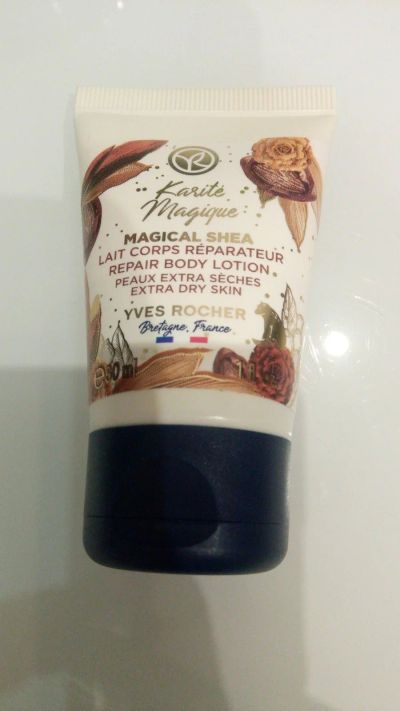 Karité
Magique
MAGICAL SHEA
LAIT CORPS RÉPARATEUR
REPAIR BODY LOTION
PEAUX EXTRA SÈCHES
EXTRA DRY SKIN
YVES ROCHER
Bretagne, France